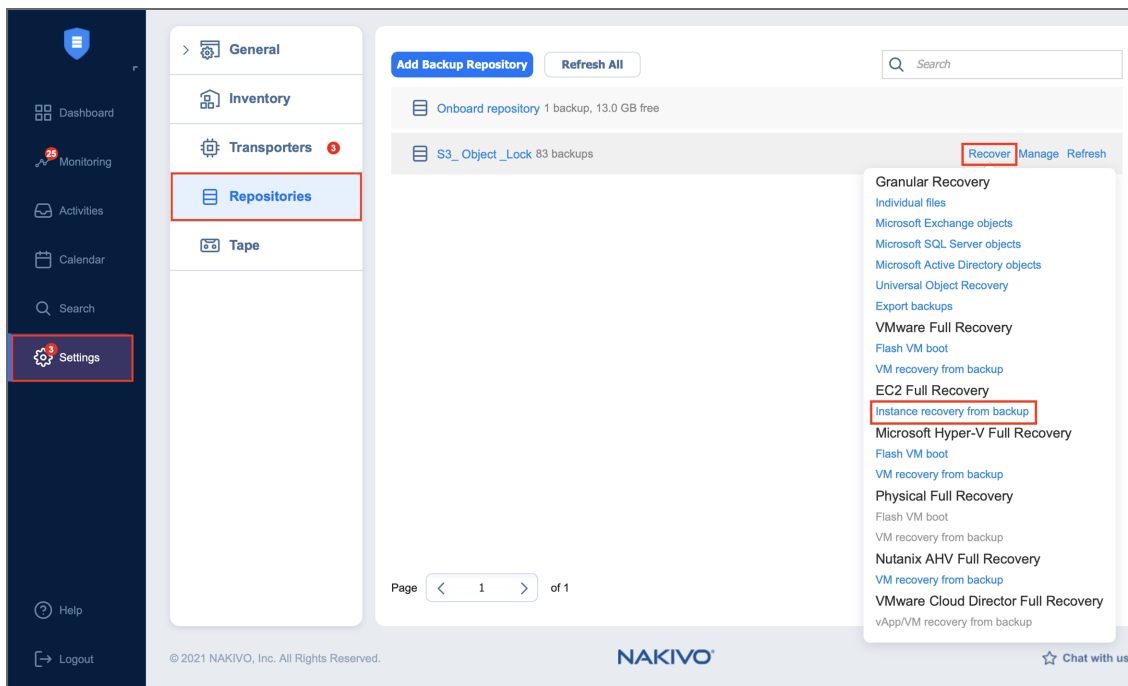 Dashboard
25
Monitoring
Activities
Calendar
Search
3
Settings
Help
Logout
General
Inventory
Transporters 3
Repositories
Tape
Add Backup Repository
Refresh All
Search
Onboard repository 1 backup, 13.0 GB free
S3_ Object _Lock 83 backups
Recover Manage Refresh
Granular Recovery
Individual files
Microsoft Exchange objects
Microsoft SQL Server objects
Microsoft Active Directory objects
Universal Object Recovery
Export backups
VMware Full Recovery
Flash VM boot
VM recovery from backup
EC2 Full Recovery
Instance recovery from backup
Microsoft Hyper-V Full Recovery
Flash VM boot
VM recovery from backup
Physical Full Recovery
Flash VM boot
VM recovery from backup
Nutanix AHV Full Recovery
VM recovery from backup
VMware Cloud Director Full Recovery
vApp/VM recovery from backup
Page 1 of 1
© 2021 NAKIVO, Inc. All Rights Reserved.
NAKIVO
Chat with us